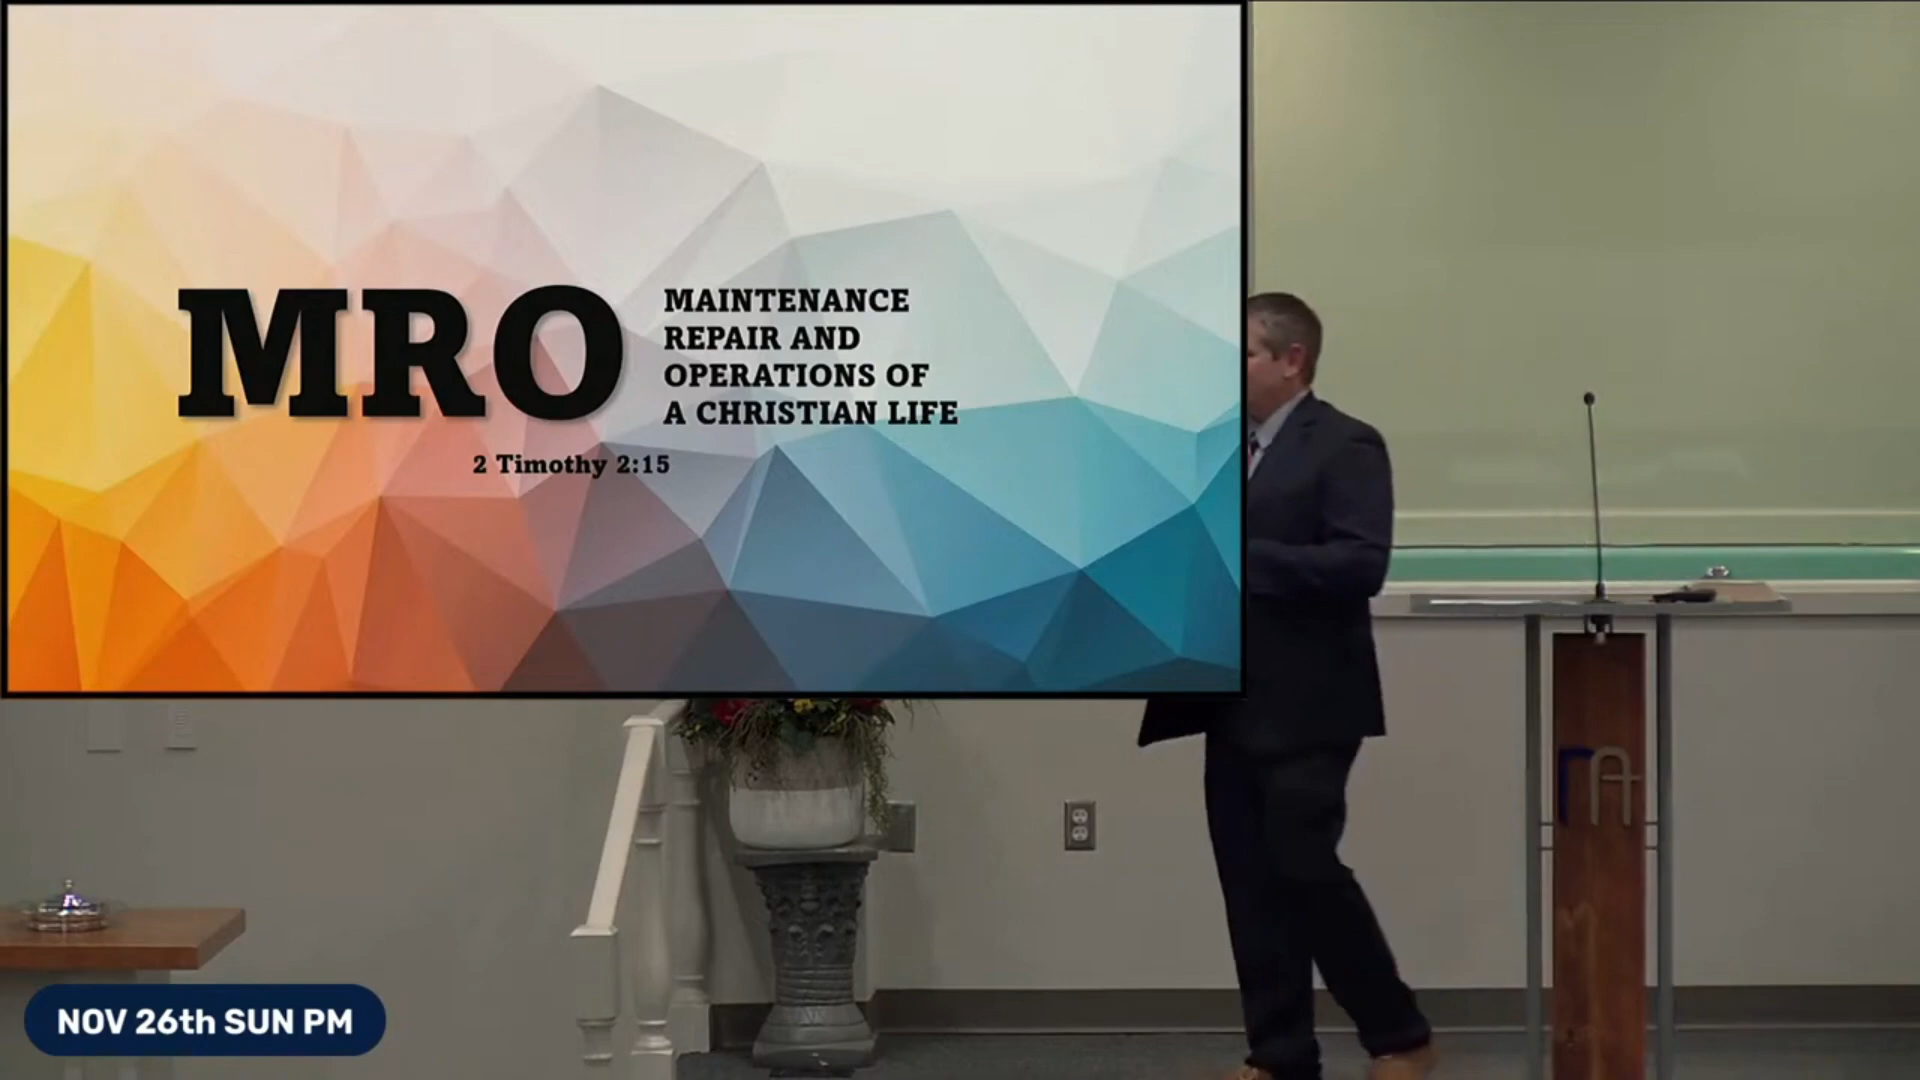 MRO
MAINTENANCE
REPAIR AND
OPERATIONS OF
A CHRISTIAN LIFE
2 Timothy 2:15
NOV 26th SUN PM